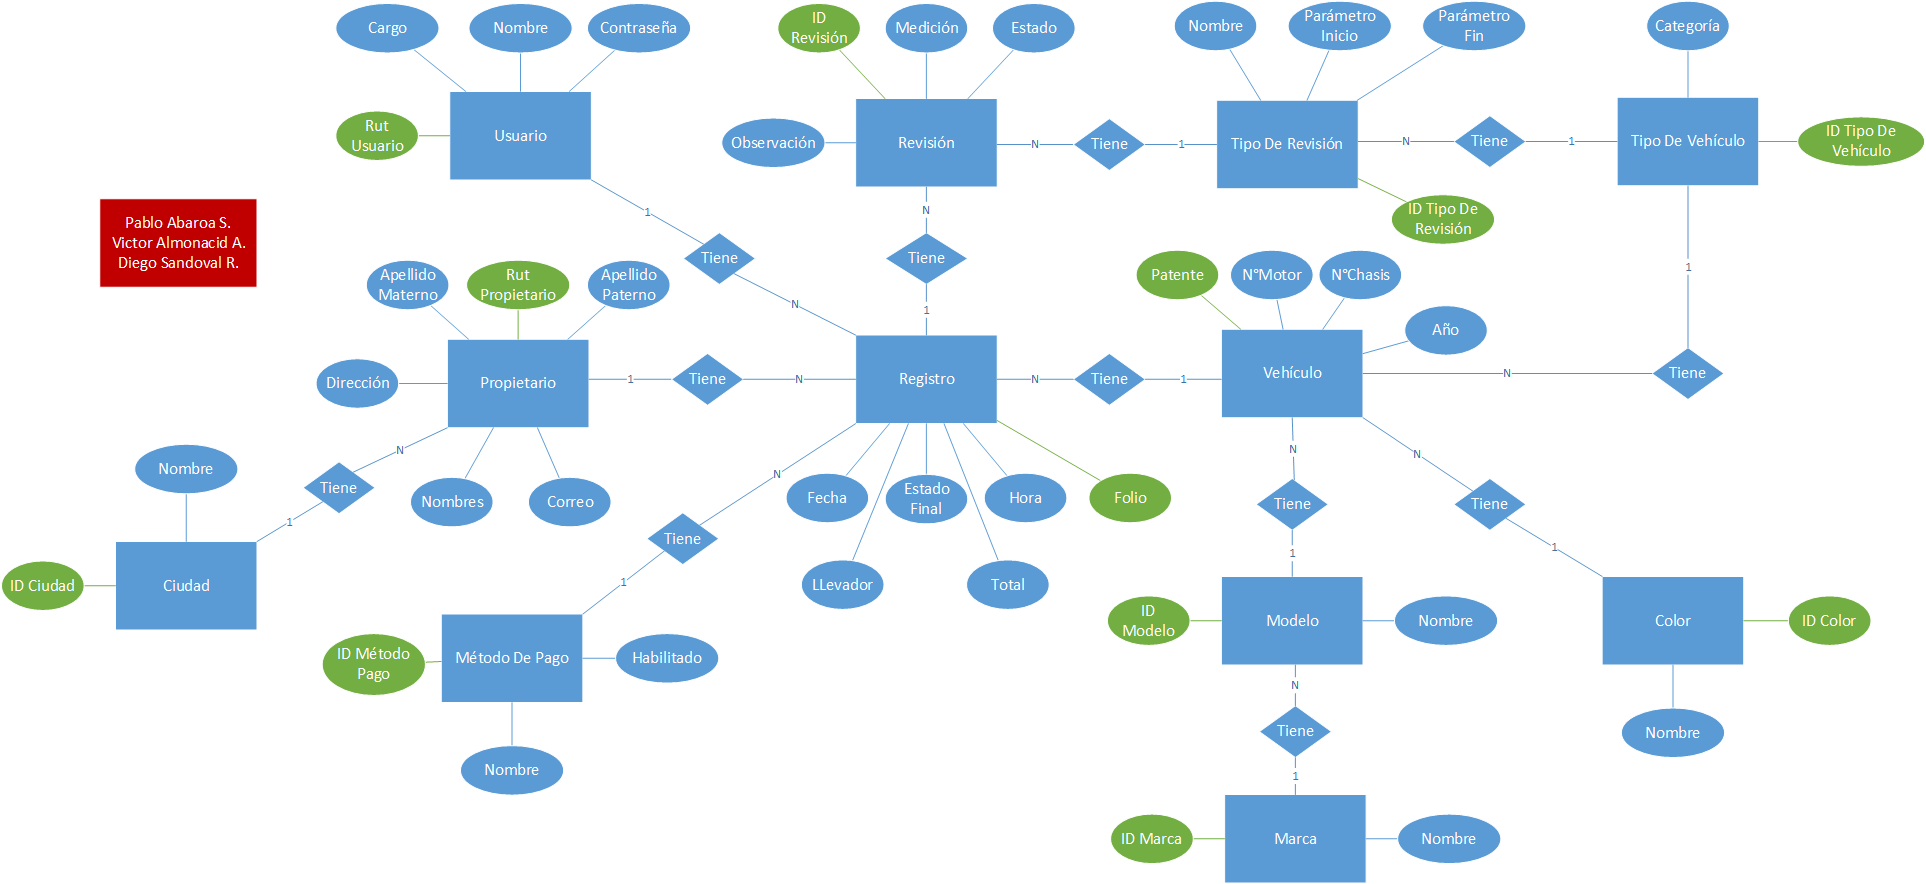 Cargo
Nombre
Contraseña
ID
Revisión
Medición
Estado
Nombre
Parámetro
Inicio
Parámetro
Fin
Categoría
Rut
Usuario
Usuario
Observación
Revisión
N
Tiene
1
Tipo De Revisión
N
Tiene
1
Tipo De Vehículo
ID Tipo De
Vehículo
ID Tipo De
Revisión
Pablo Abaroa S.
Victor Almonacid A.
Diego Sandoval R.
1
Tiene
N
N
Tiene
1
1
Apellido
Materno
Rut
Propietario
Apellido
Paterno
Patente
N°Motor
N°Chasis
Año
Dirección
Propietario
1
Tiene
N
Registro
N
Tiene
1
Vehículo
N
Tiene
Nombre
N
Tiene
1
Nombres
Correo
N
Tiene
1
Fecha
Estado
Final
Hora
Folio
LLevador
Total
N
Tiene
1
N
Tiene
1
ID Ciudad
Ciudad
ID Método
Pago
Método De Pago
Habilitado
Nombre
ID
Modelo
Modelo
Nombre
Color
ID Color
Nombre
N
Tiene
1
ID Marca
Marca
Nombre